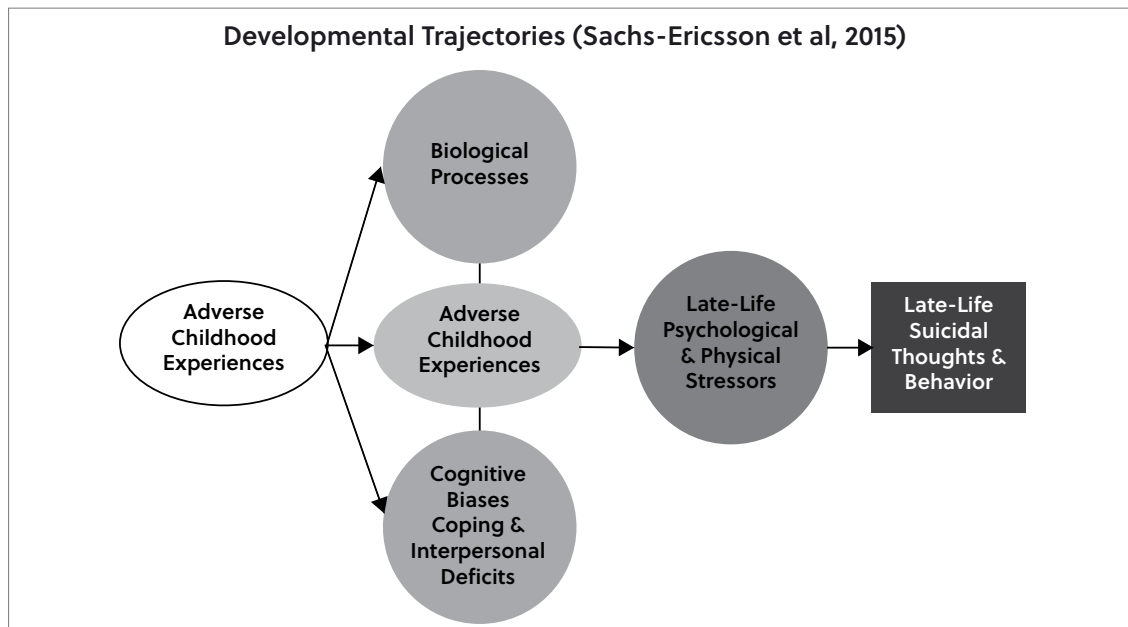 Developmental Trajectories (Sachs-Ericsson et al, 2015)
Biological
Processes
Adverse
Childhood
Experiences
Adverse
Childhood
Experiences
Cognitive
Biases
Coping &
Interpersonal
Deficits
Late-Life
Psychological
& Physical
Stressors
Late-Life
Suicidal
Thoughts &
Behavior